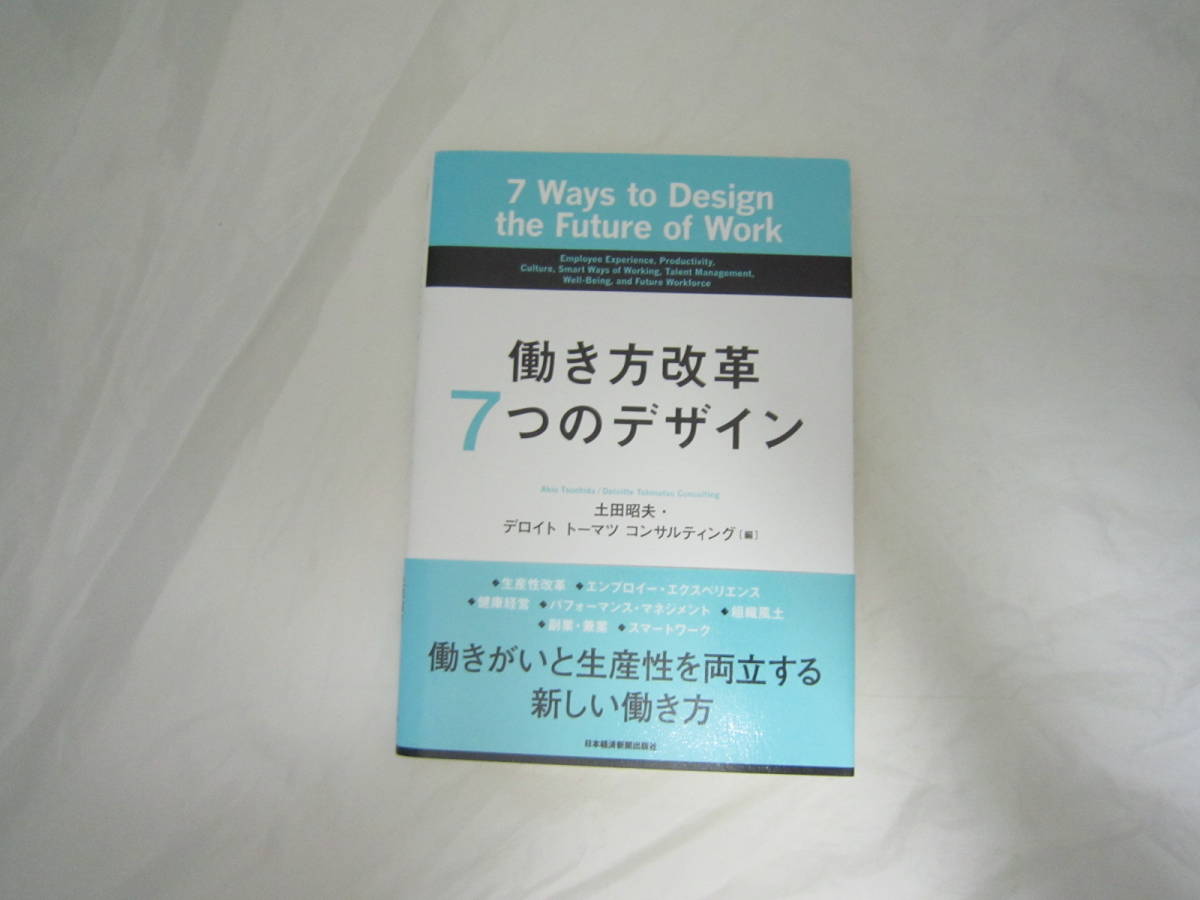 7 Ways to Design
the Future of Work
Employee Experience, Productivity,
Culture, Smart Ways of Working, Talent Management,
Well-Being, and Future Workforce
働き方改革
7つのデザイン
Akio Tsuchida / Deloitte Tohmatsu Consulting
土田昭夫・
デロイト トーマツ コンサルティング[編]
◆生産性改革 ◆エンプロイー・エクスペリエンス
◆健康経営 ◆パフォーマンス・マネジメント ◆組織風土
◆副業・兼業 ◆スマートワーク
働きがいと生産性を両立する
新しい働き方
日本経済新聞出版社